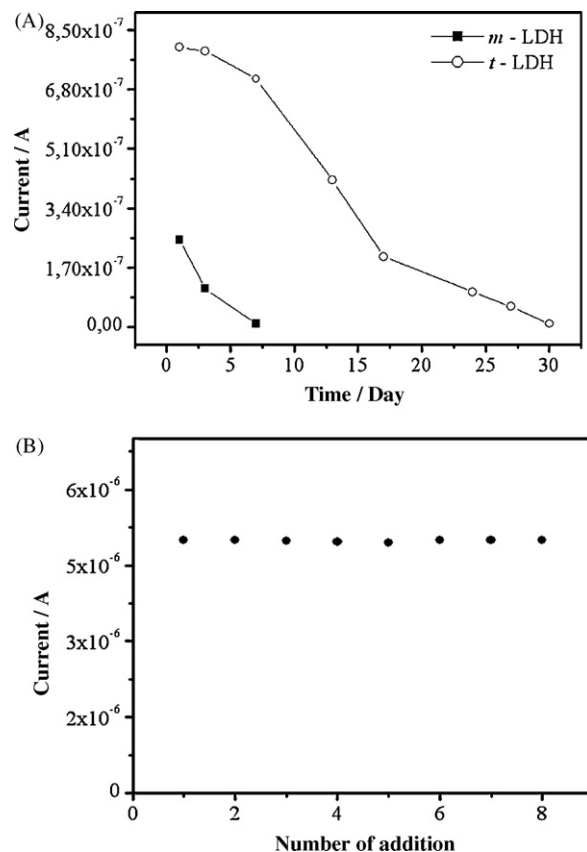 (A)
8,50x10⁻⁷
6,80x10⁻⁷
5,10x10⁻⁷
3,40x10⁻⁷
1,70x10⁻⁷
0,00
Current / A
m - LDH
t - LDH
0 5 10 15 20 25 30
Time / Day
(B)
6x10⁻⁶
5x10⁻⁶
3x10⁻⁶
2x10⁻⁶
0
Current / A
0 2 4 6 8
Number of addition